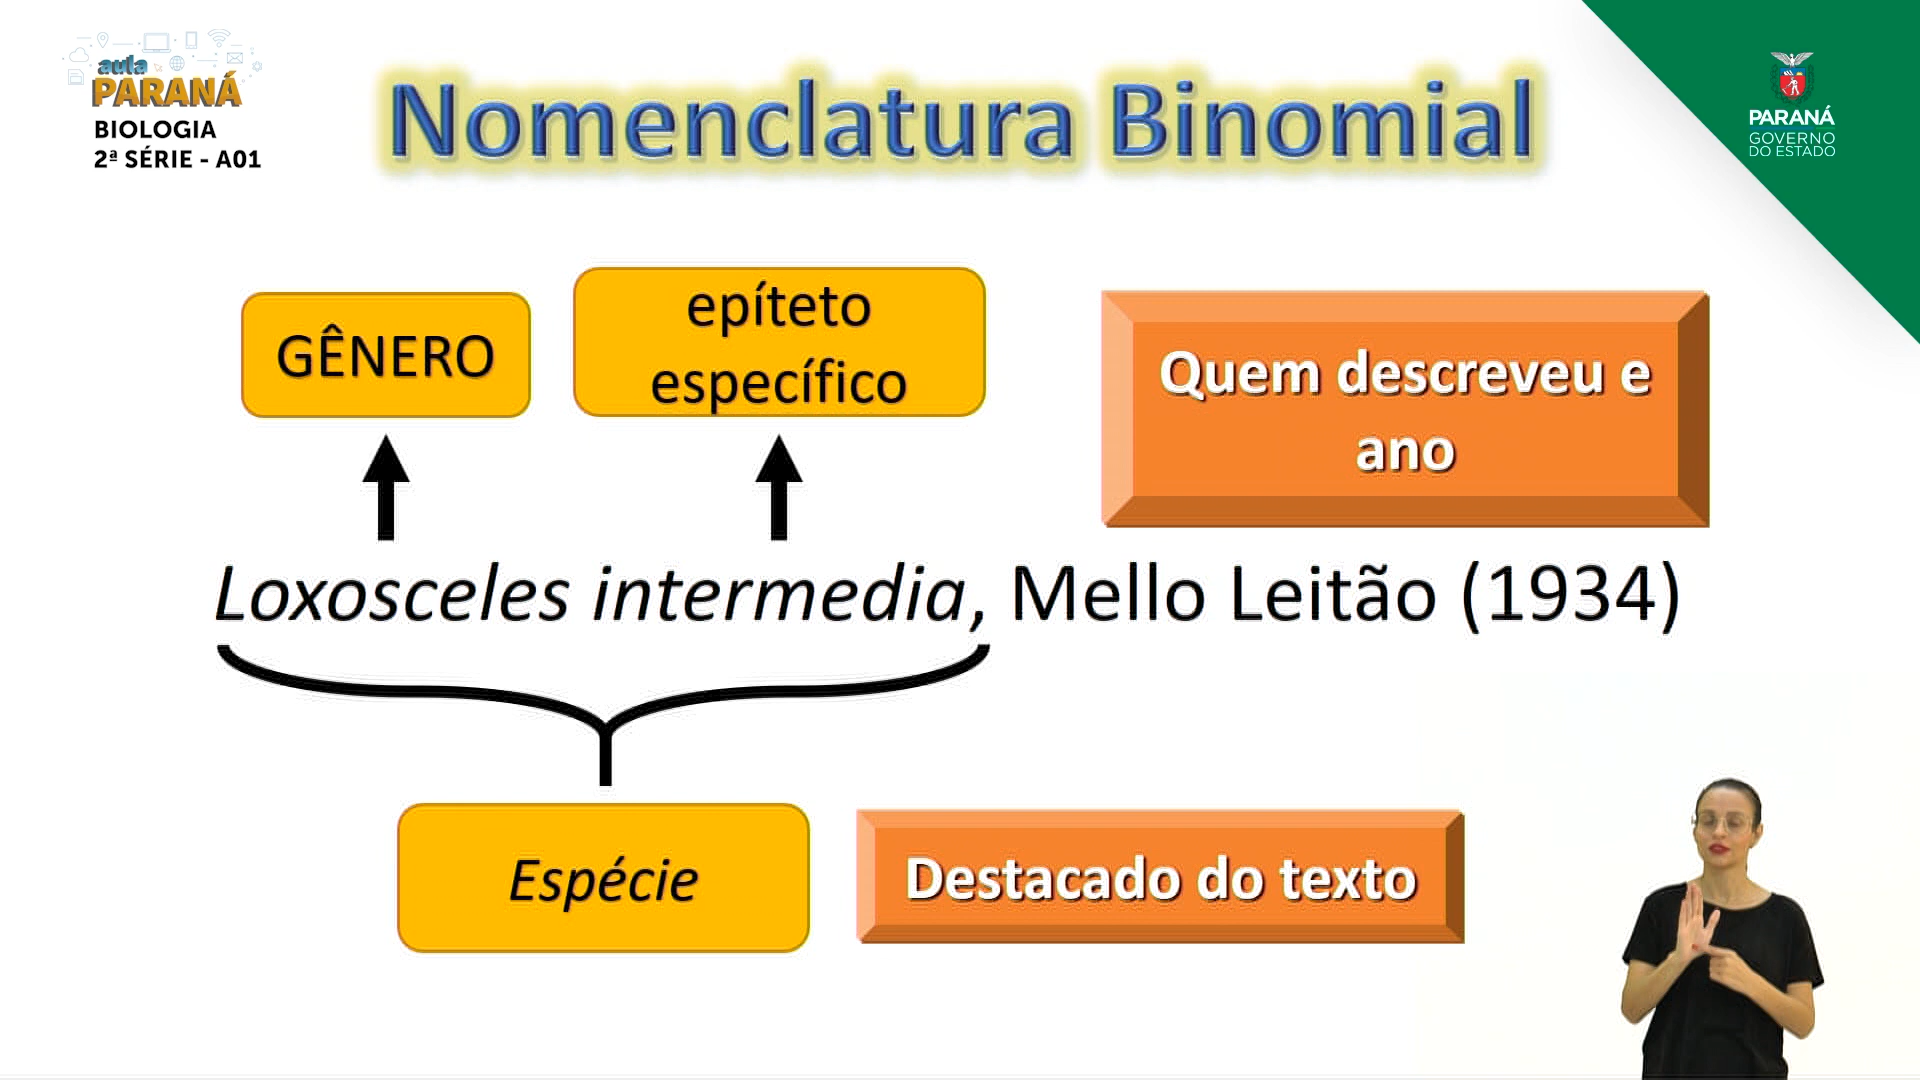 aula
PARANÁ
BIOLOGIA
2ª SÉRIE - A01
Nomenclatura Binomial
PARANÁ
GOVERNO
DO ESTADO
GÊNERO
epíteto
específico
Quem descreveu e
ano
Loxosceles intermedia, Mello Leitão (1934)
Espécie
Destacado do texto